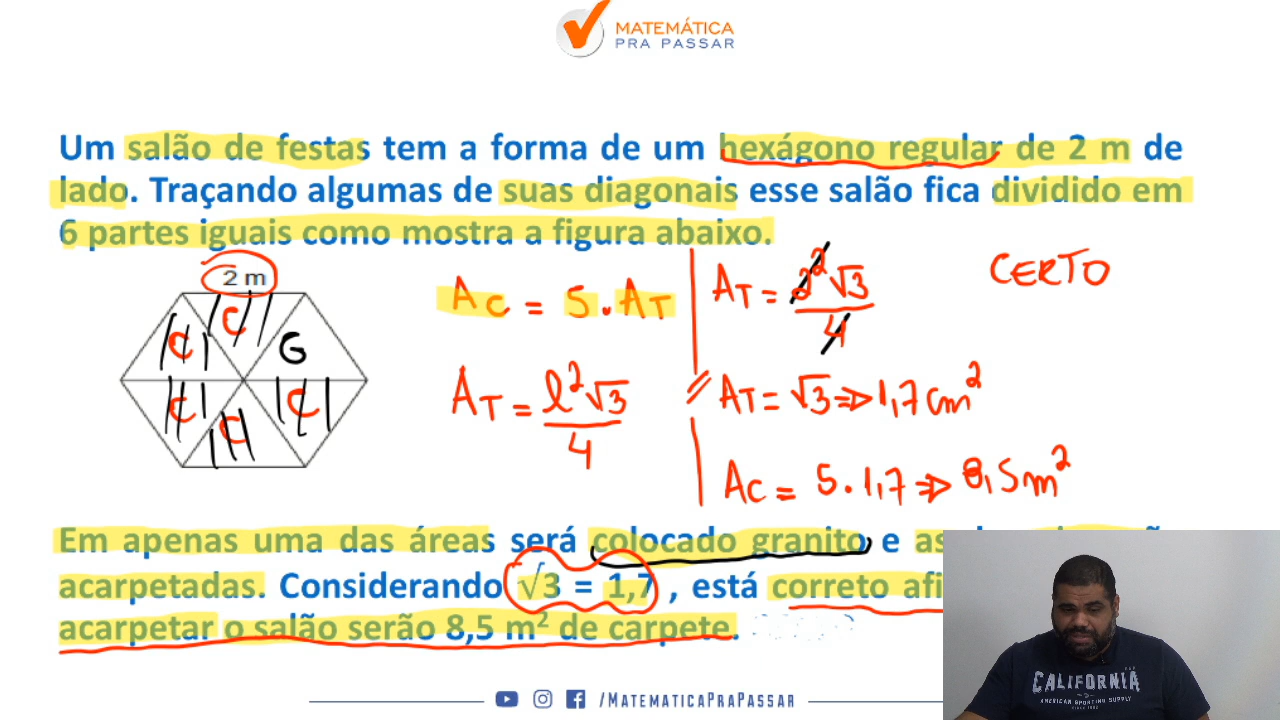 MATEMÁTICA
PRA PASSAR
Um salão de festas tem a forma de um hexágono regular de 2 m de
lado. Traçando algumas de suas diagonais esse salão fica dividido em
6 partes iguais como mostra a figura abaixo.
2 m
C
C
G
C
C
C
Ac = 5 . AT
AT = l²√3
4
AT = 2²√3
4
AT = √3 ⇒ 1,7 cm²
Ac = 5 . 1,7 ⇒ 8,5 m²
CERTO
Em apenas uma das áreas será colocado granito e
acarpetadas. Considerando √3 = 1,7 , está correto
acarpetar o salão serão 8,5 m² de carpete.
/MATEMATICAPRAPASSAR
CALIFORNIA
AMERICAN SPORTING SUPPLY